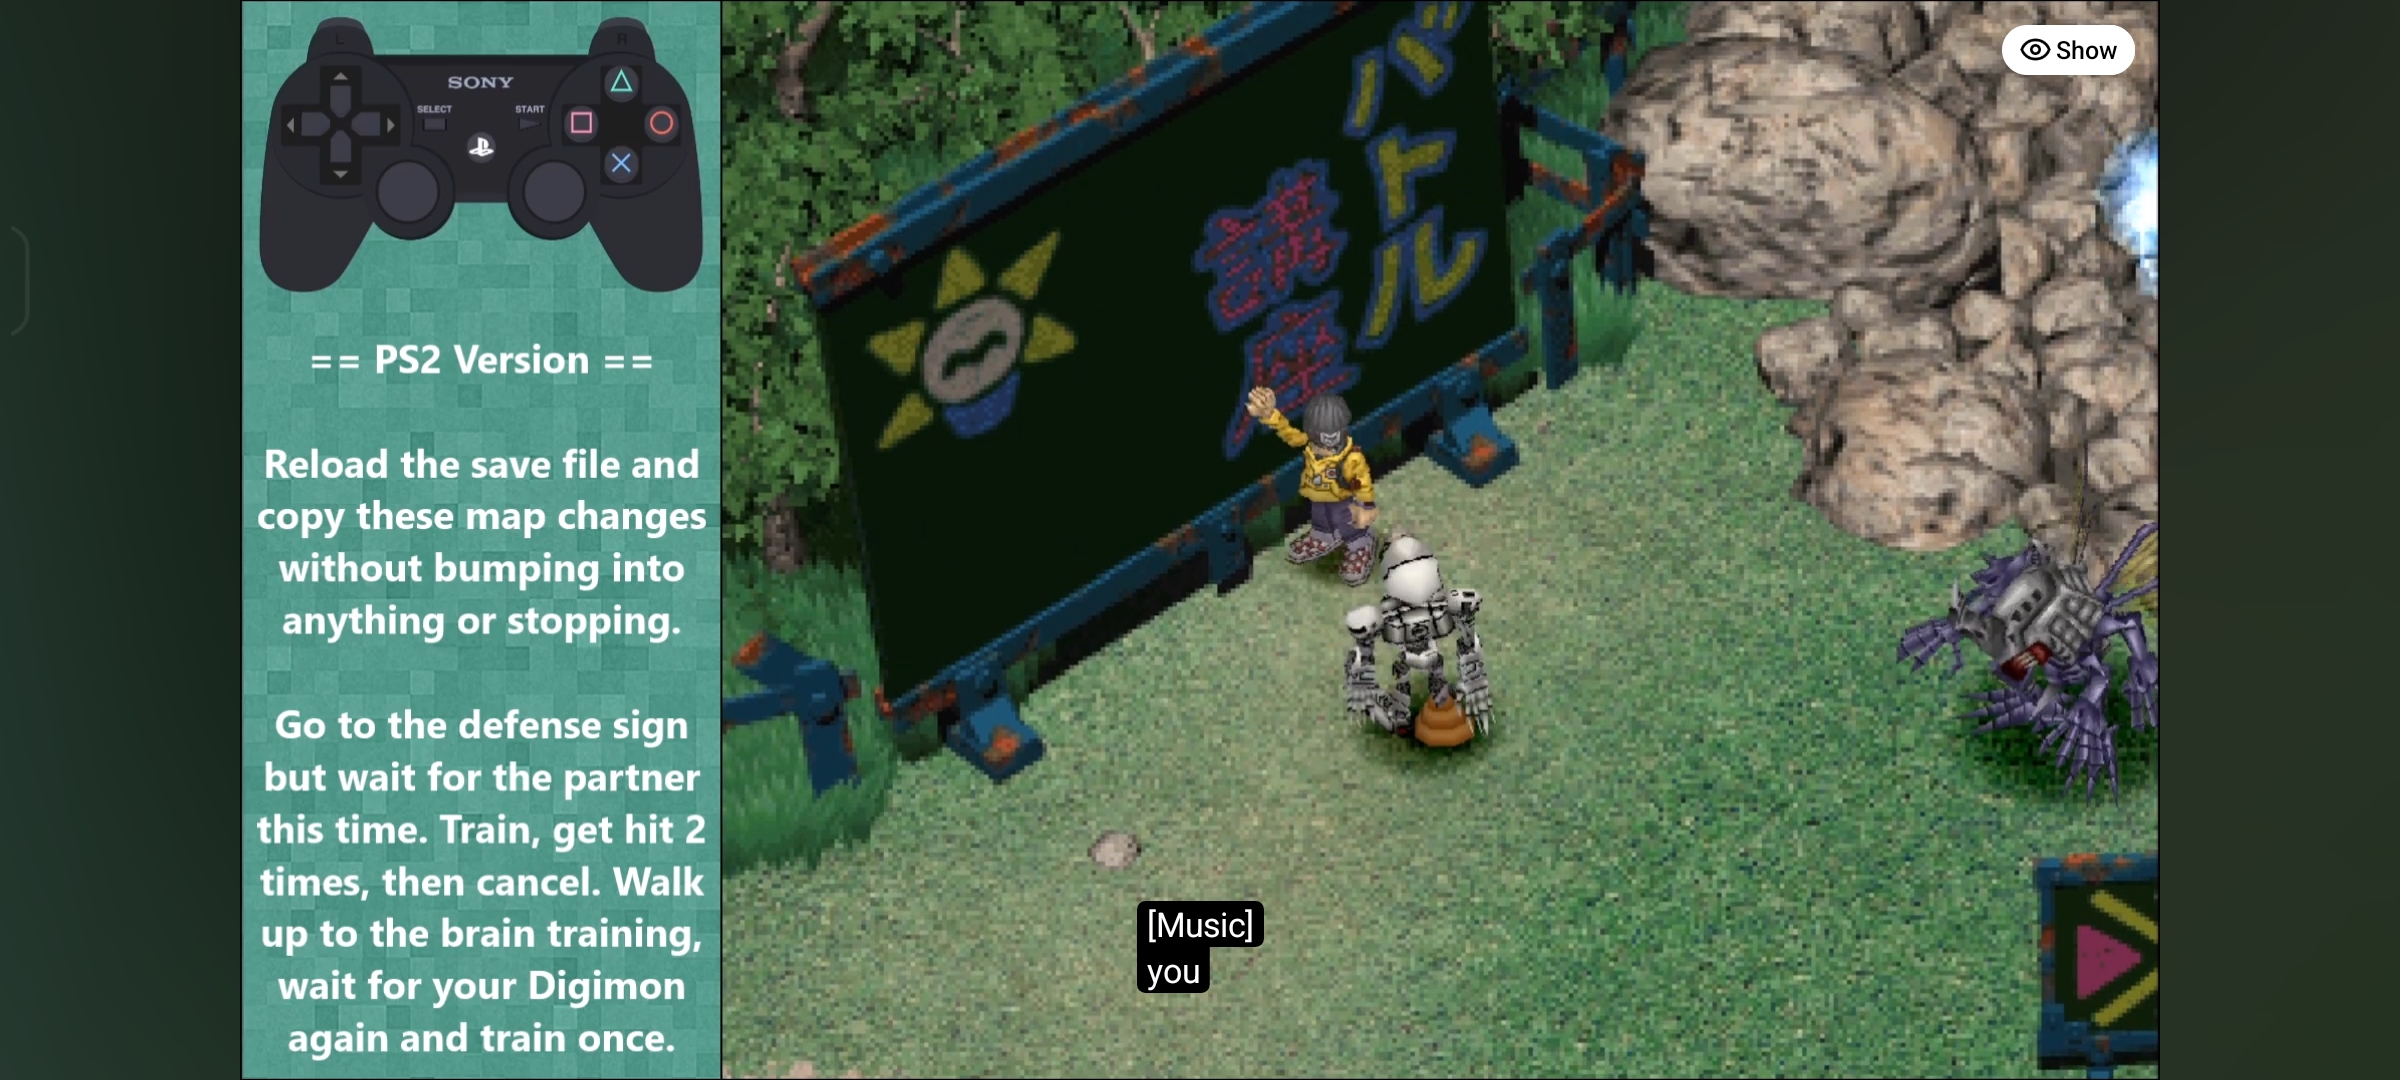 L
R
SONY
SELECT
START
== PS2 Version ==
Reload the save file and
copy these map changes
without bumping into
anything or stopping.
Go to the defense sign
but wait for the partner
this time. Train, get hit 2
times, then cancel. Walk
up to the brain training,
wait for your Digimon
again and train once.
バトル
講座
Show
[Music]
you